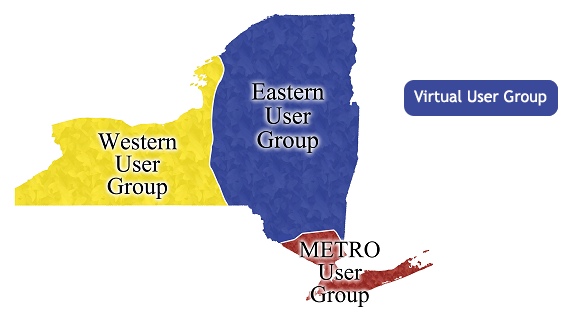 Eastern
User
Group
Virtual User Group
Western
User
Group
METRO
User
Group